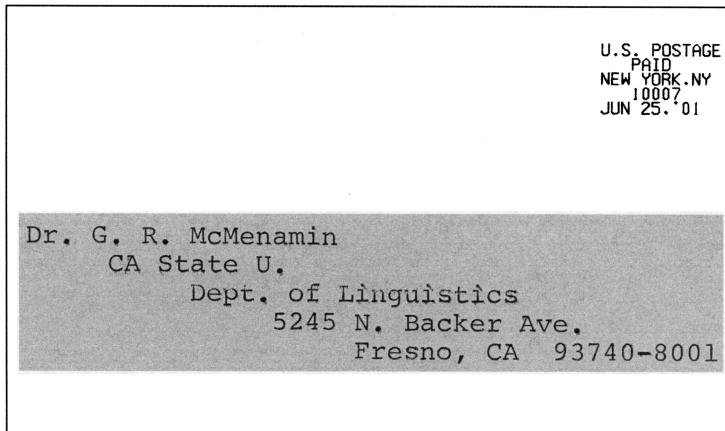 U.S. POSTAGE
PAID
NEW YORK.NY
10007
JUN 25.'01
Dr. G. R. McMenamin
CA State U.
Dept. of Linguistics
5245 N. Backer Ave.
Fresno, CA 93740-8001